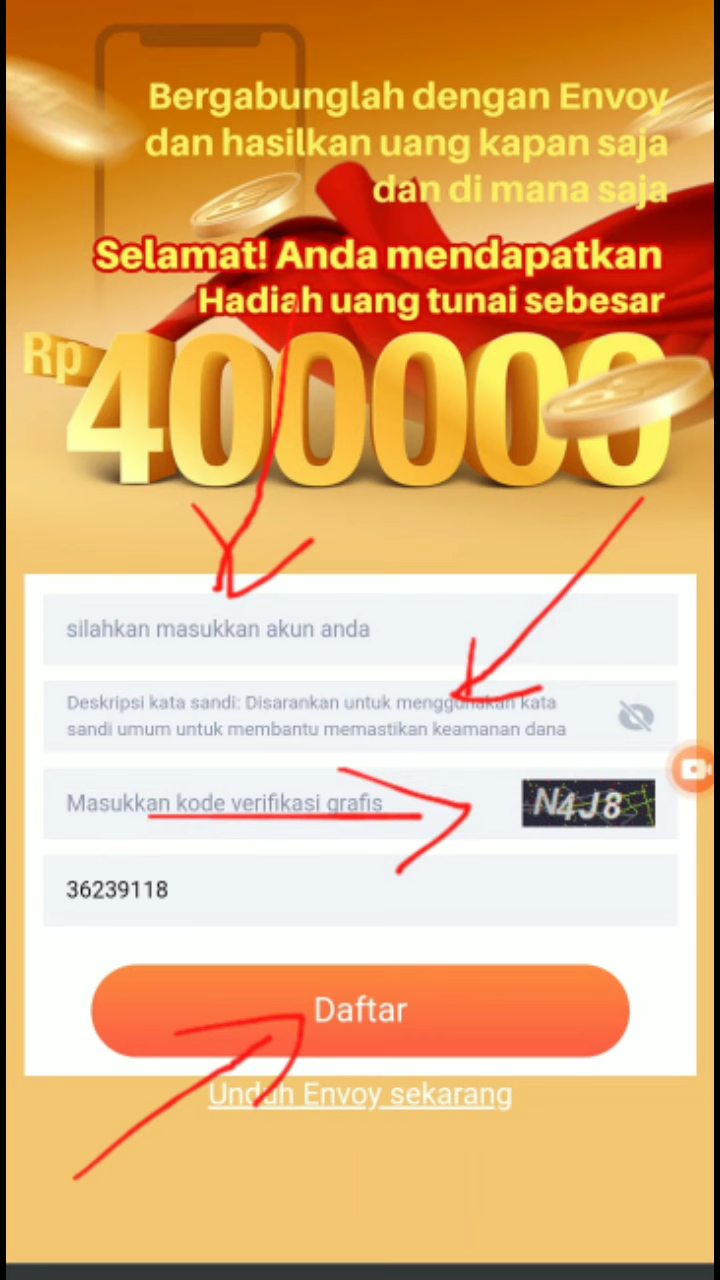 Bergabunglah dengan Envoy
dan hasilkan uang kapan saja
dan di mana saja
Selamat! Anda mendapatkan
Hadiah uang tunai sebesar
Rp400000
silahkan masukkan akun anda
Deskripsi kata sandi: Disarankan untuk menggunakan kata
sandi umum untuk membantu memastikan keamanan dana
Masukkan kode verifikasi grafis
N4J8
36239118
Daftar
Unduh Envoy sekarang